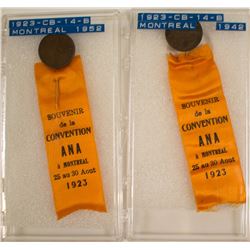 1923-CB-14-B
MONTREAL 1952
SOUVENIR
de la
CONVENTION
ANA
à MONTREAL
25 au 30 Aout
1923
1923-CB-14-B
MONTREAL 1942
SOUVENIR
de la
CONVENTION
ANA
à MONTREAL
25 au 30 Aout
1923